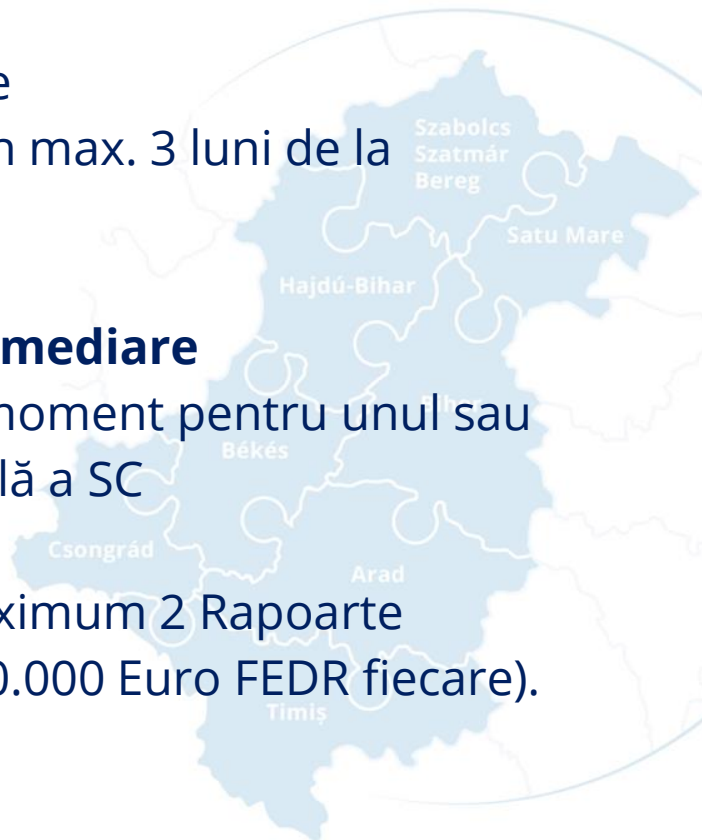 e
n max. 3 luni de la
Szabolcs
Szatmár
Bereg
Satu Mare
Hajdú-Bihar
mediare
moment pentru unul sau
Bihor
Békés
lă a SC
Csongrád
Arad
ximum 2 Rapoarte
0.000 Euro FEDR fiecare).
Timiș